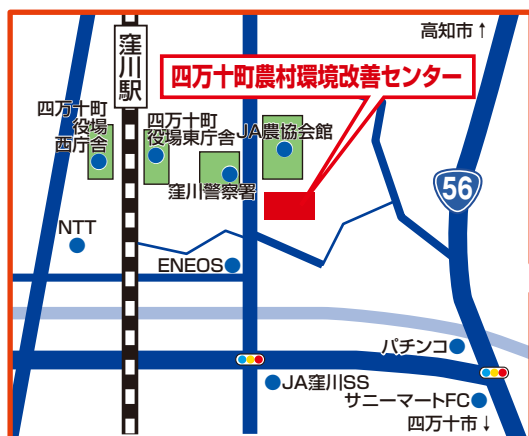 高知市↑
窪川駅
四万十町農村環境改善センター
四万十町
役場
西庁舎
四万十町
役場東庁舎
JA農協会館
窪川警察署
56
NTT
ENEOS
パチンコ
JA窪川SS
サニーマートFC
四万十市↓